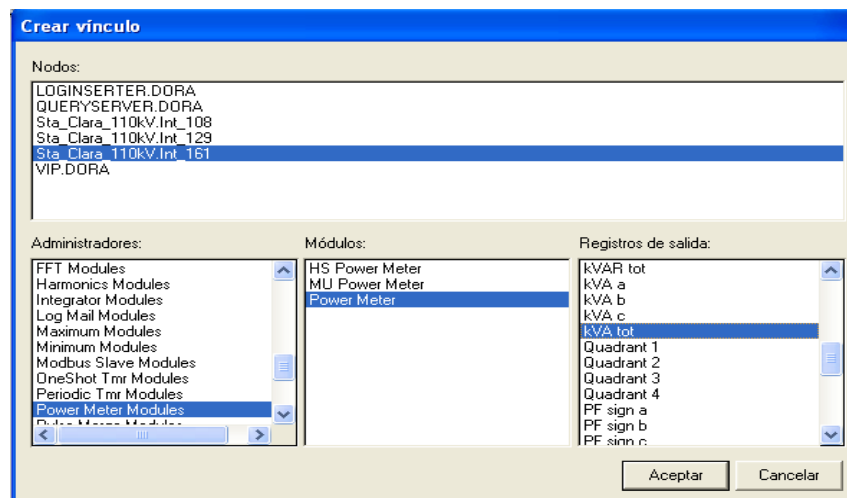 Crear vínculo
Nodos:
LOGINSERTER.DORA
QUERYSERVER.DORA
Sta_Clara_110kV.Int_108
Sta_Clara_110kV.Int_129
Sta_Clara_110kV.Int_161
VIP.DORA
Administradores:
FFT Modules
Harmonics Modules
Integrator Modules
Log Mail Modules
Maximum Modules
Minimum Modules
Modbus Slave Modules
OneShot Tmr Modules
Periodic Tmr Modules
Power Meter Modules
Módulos:
HS Power Meter
MU Power Meter
Power Meter
Registros de salida:
kVAR tot
kVA a
kVA b
kVA c
kVA tot
Quadrant 1
Quadrant 2
Quadrant 3
Quadrant 4
PF sign a
PF sign b
PF sign c
Aceptar
Cancelar